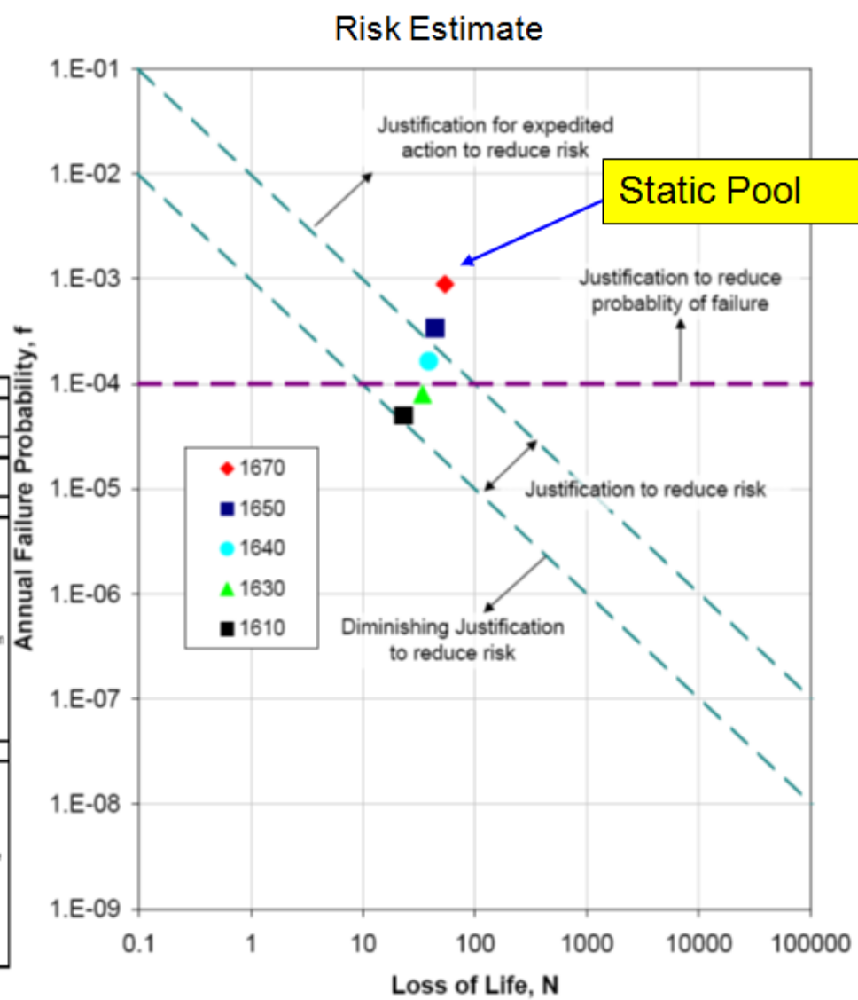 Risk Estimate
1.E-01
1.E-02
1.E-03
1.E-04
1.E-05
1.E-06
1.E-07
1.E-08
1.E-09
Annual Failure Probability, f
Justification for expedited
action to reduce risk
Static Pool
Justification to reduce
probablity of failure
Justification to reduce risk
Diminishing Justification
to reduce risk
1670
1650
1640
1630
1610
0.1 1 10 100 1000 10000 100000
Loss of Life, N